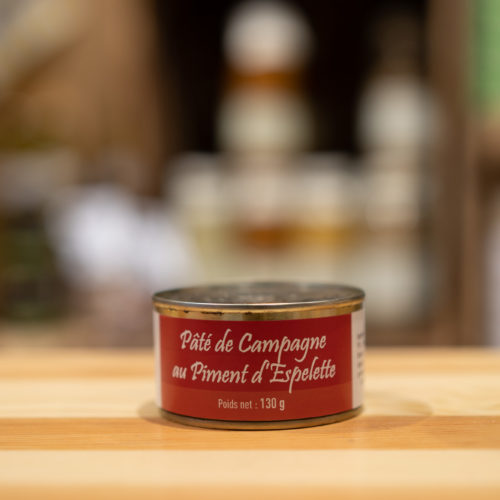 Pâté de Campagne
au Piment d'Espelette
Poids net : 130 g